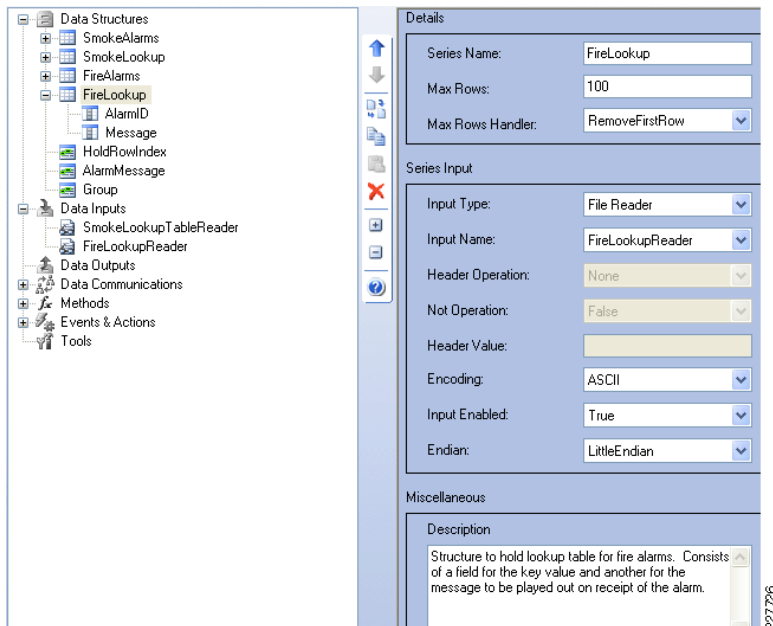 Data Structures
SmokeAlarms
SmokeLookup
FireAlarms
FireLookup
AlarmID
Message
HoldRowIndex
AlarmMessage
Group
Data Inputs
SmokeLookupTableReader
FireLookupReader
Data Outputs
Data Communications
Methods
Events & Actions
Tools
Details
Series Name: FireLookup
Max Rows: 100
Max Rows Handler: RemoveFirstRow
Series Input
Input Type: File Reader
Input Name: FireLookupReader
Header Operation: None
Not Operation: False
Header Value:
Encoding: ASCII
Input Enabled: True
Endian: LittleEndian
Miscellaneous
Description
Structure to hold lookup table for fire alarms. Consists
of a field for the key value and another for the
message to be played out on receipt of the alarm.
227726